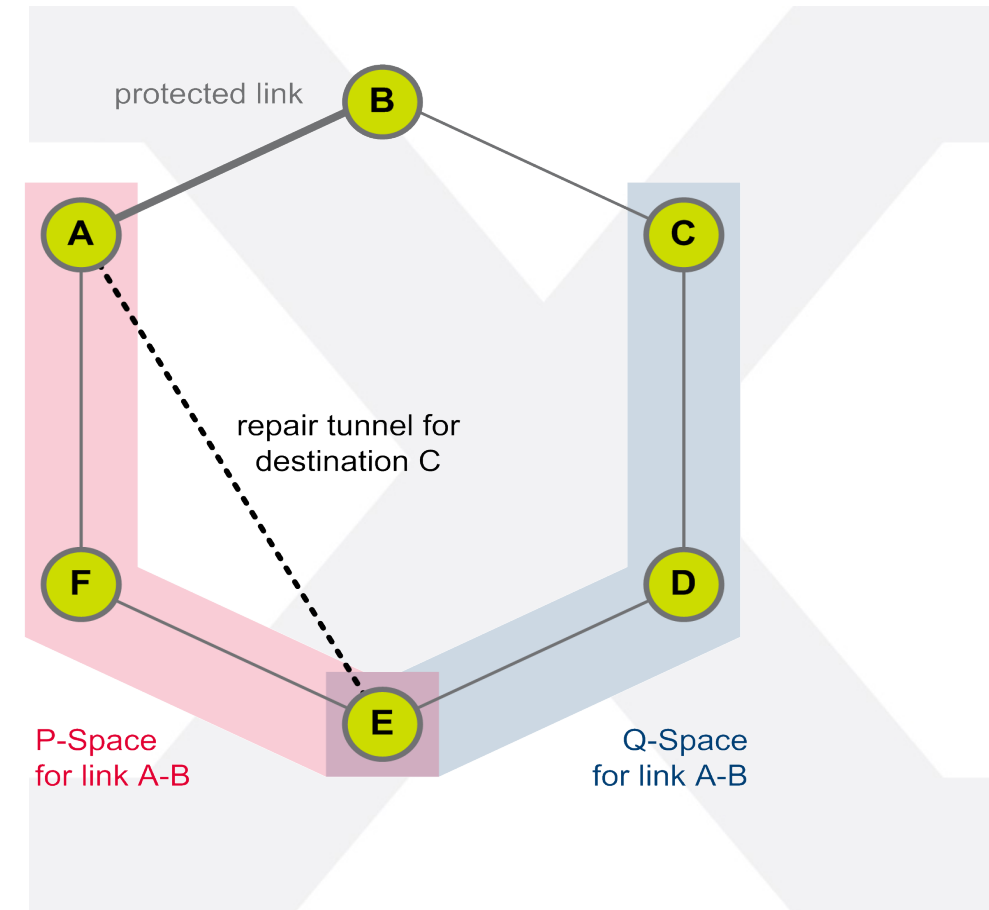 protected link
B
A
C
repair tunnel for
destination C
F
D
E
P-Space
for link A-B
Q-Space
for link A-B